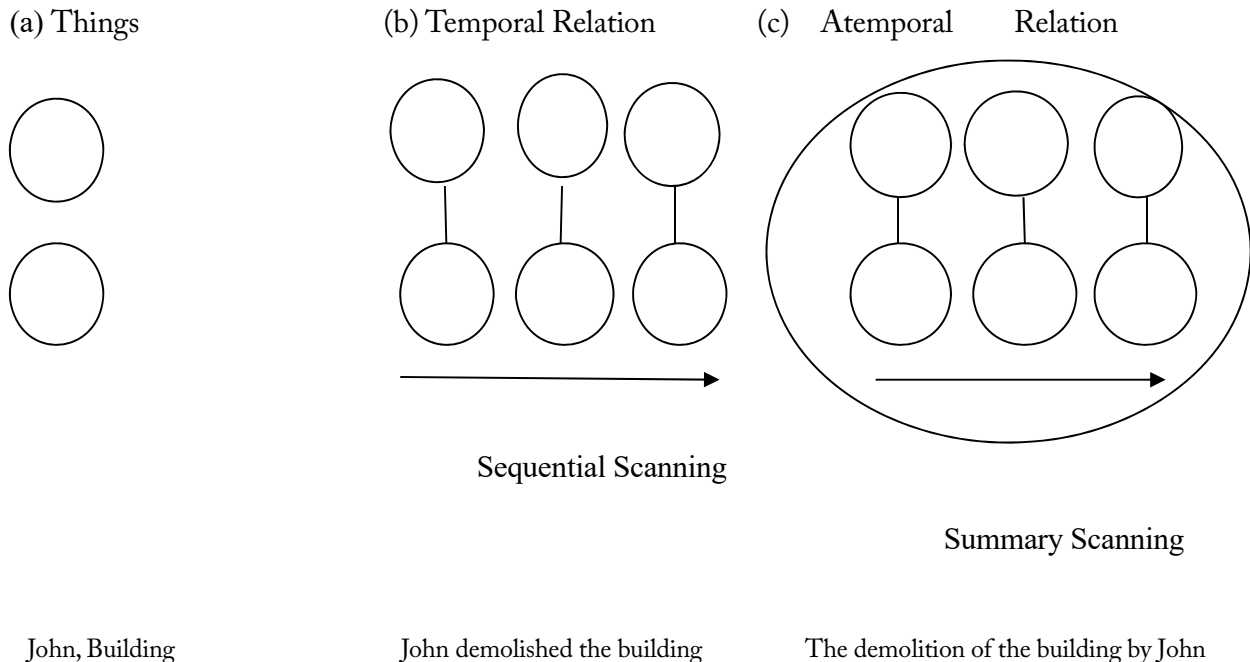 (a) Things
(b) Temporal Relation
(c) Atemporal Relation
Sequential Scanning
Summary Scanning
John, Building
John demolished the building
The demolition of the building by John